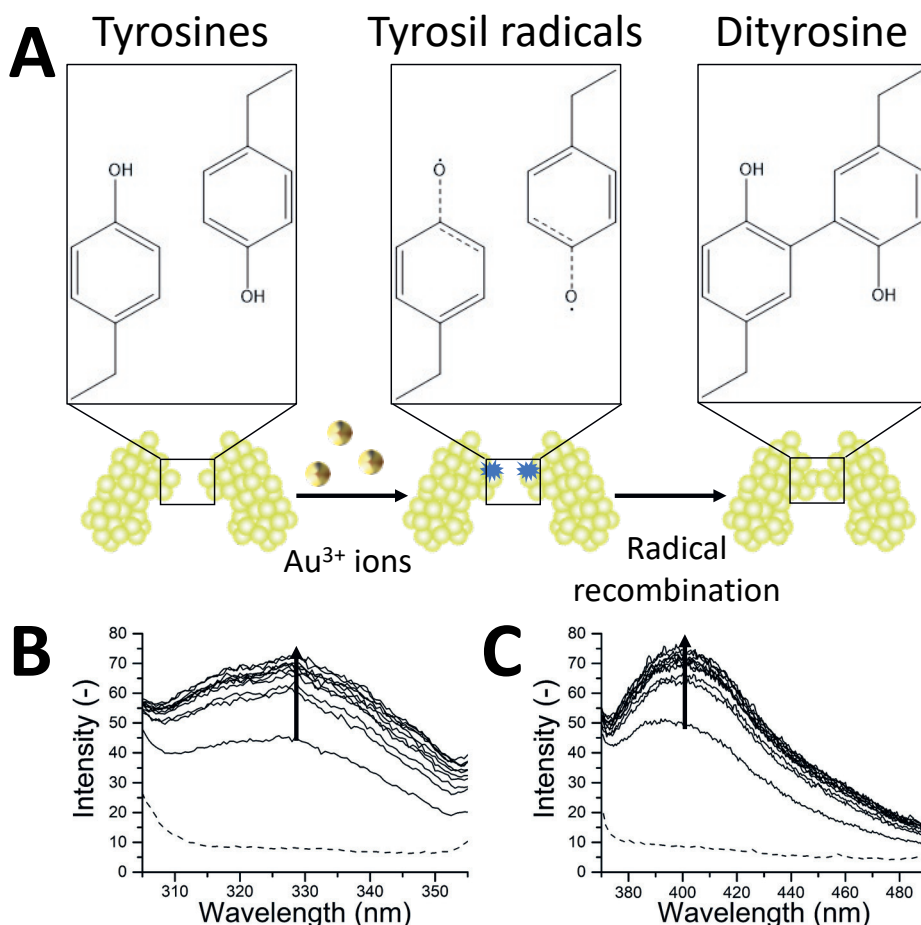 A
Tyrosines
Tyrosil radicals
Dityrosine
OH
OH
O
O
OH
OH
Au³⁺ ions
Radical
recombination
B
Intensity (-)
80
70
60
50
40
30
20
10
0
310 320 330 340 350
Wavelength (nm)
C
Intensity (-)
80
70
60
50
40
30
20
10
0
380 400 420 440 460 480
Wavelength (nm)